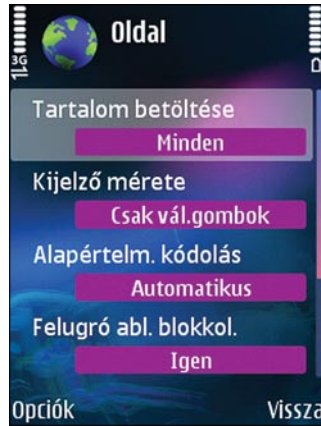 Oldal
3G
Tartalom betöltése
Minden
Kijelző mérete
Csak vál.gombok
Alapértelm. kódolás
Automatikus
Felugró abl. blokkol.
Igen
Opciók
Vissza